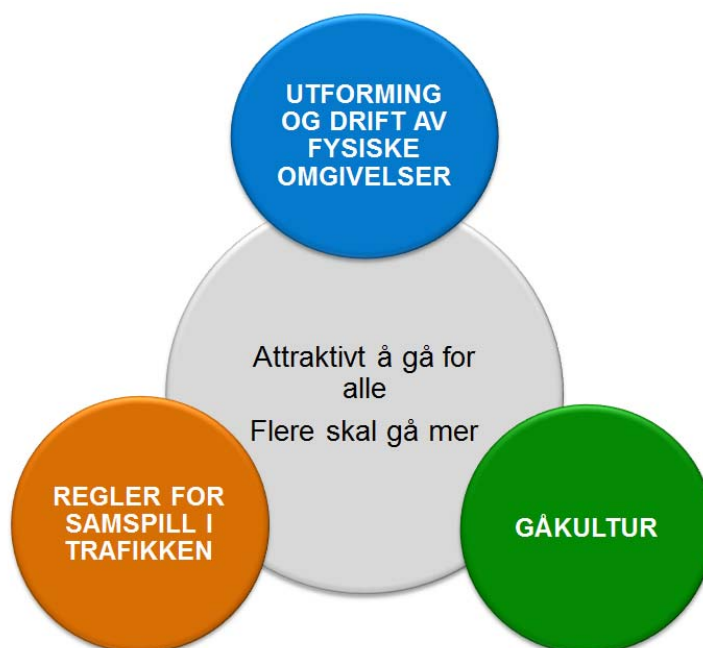 UTFORMING
OG DRIFT AV
FYSISKE
OMGIVELSER
Attraktivt å gå for
alle
Flere skal gå mer
REGLER FOR
SAMSPILL I
TRAFIKKEN
GÅKULTUR